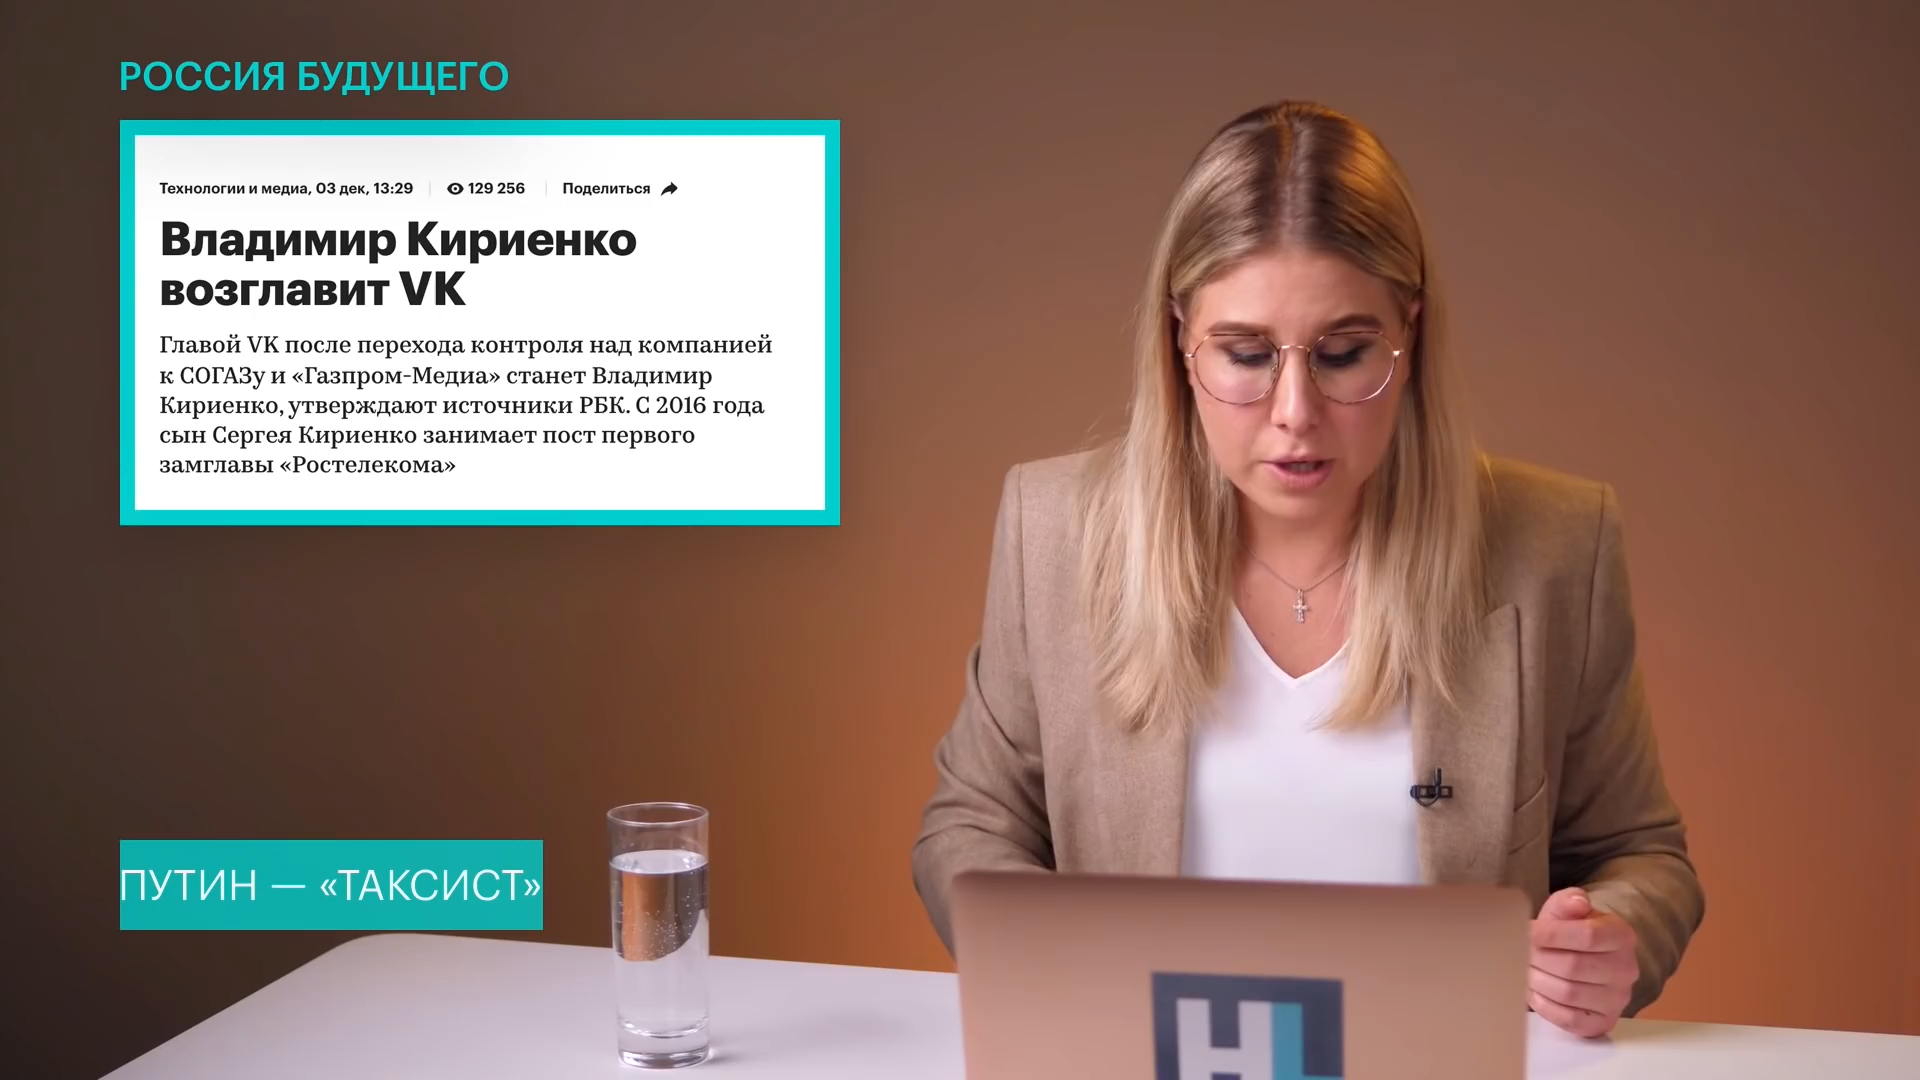 РОССИЯ БУДУЩЕГО
Технологии и медиа, 03 дек, 13:29 129 256 Поделиться
Владимир Кириенко
возглавит VK
Главой VK после перехода контроля над компанией
к СОГАЗу и «Газпром-Медиа» станет Владимир
Кириенко, утверждают источники РБК. С 2016 года
сын Сергея Кириенко занимает пост первого
замглавы «Ростелекома»
ПУТИН — «ТАКСИСТ»